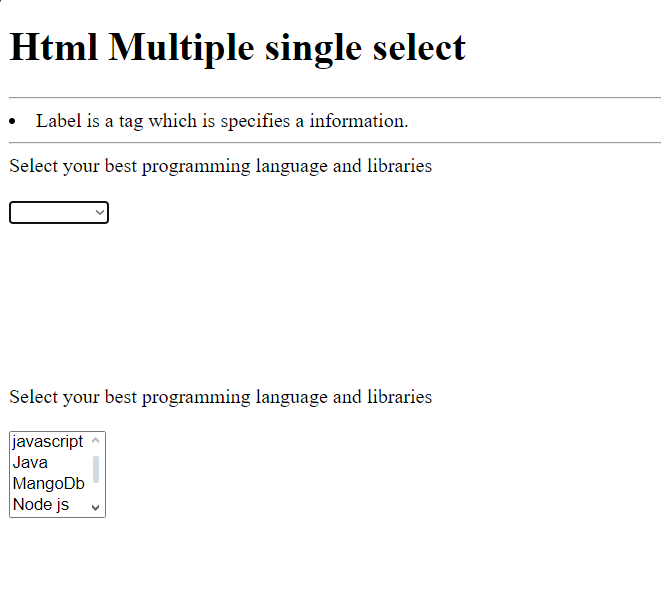 Html Multiple single select
Label is a tag which is specifies a information.
Select your best programming language and libraries
Select your best programming language and libraries
javascript
Java
MangoDb
Node js